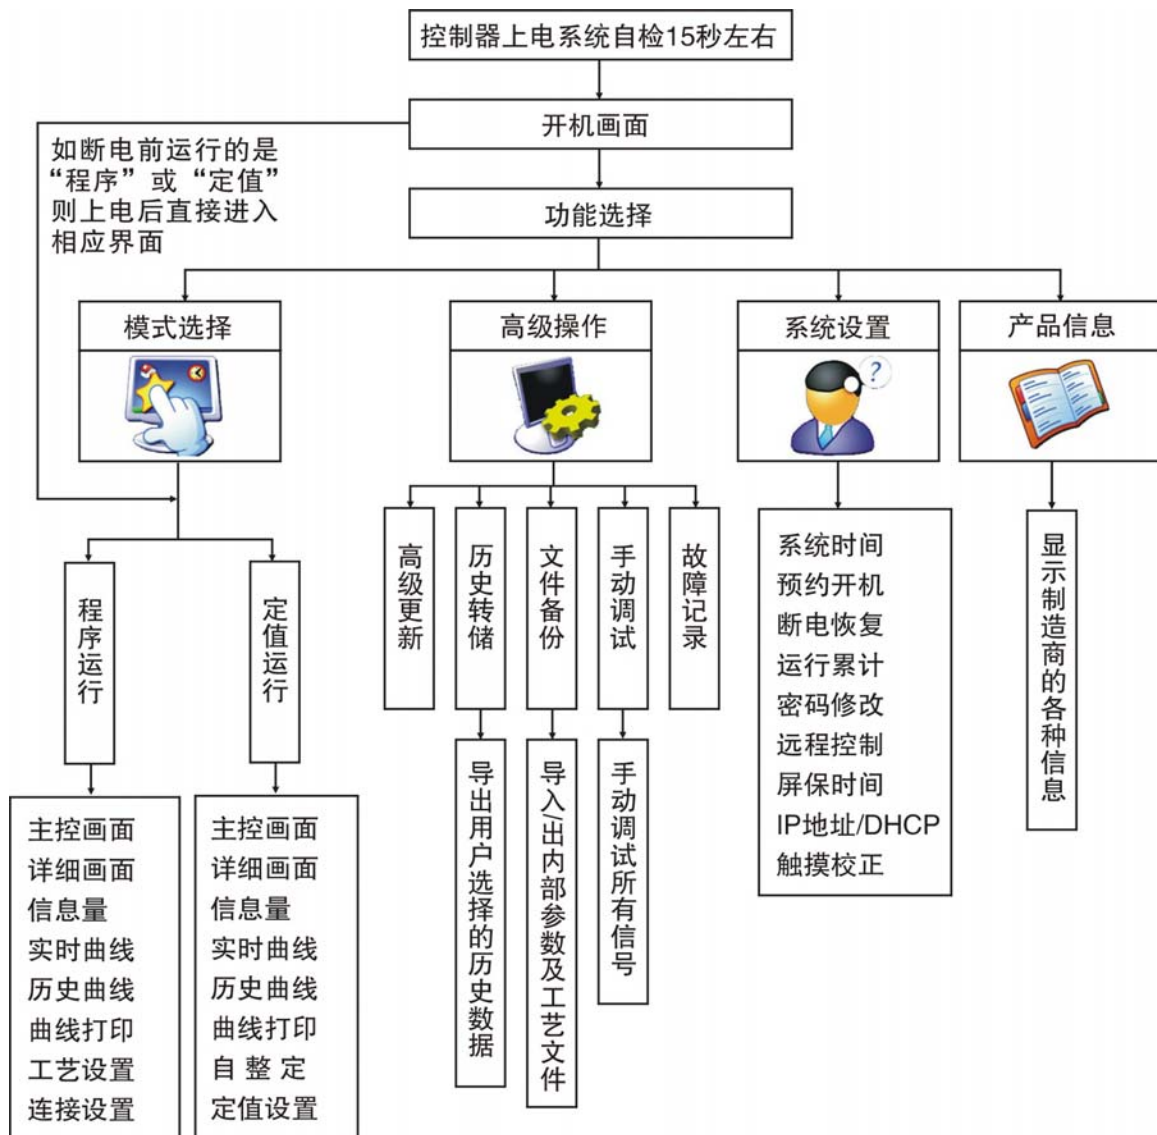 控制器上电系统自检15秒左右
开机画面
如断电前运行的是
“程序”或“定值”
则上电后直接进入
相应界面
功能选择
模式选择
高级操作
系统设置
产品信息
?
程序运行
定值运行
高级更新
历史转储
文件备份
手动调试
故障记录
系统时间
预约开机
断电恢复
运行累计
密码修改
远程控制
屏保时间
IP地址/DHCP
触摸校正
显示制造商的各种信息
主控画面
详细画面
信息量
实时曲线
历史曲线
曲线打印
工艺设置
连接设置
主控画面
详细画面
信息量
实时曲线
历史曲线
曲线打印
自 整 定
定值设置
导出用户选择的历史数据
导入/出内部参数及工艺文件
手动调试所有信号